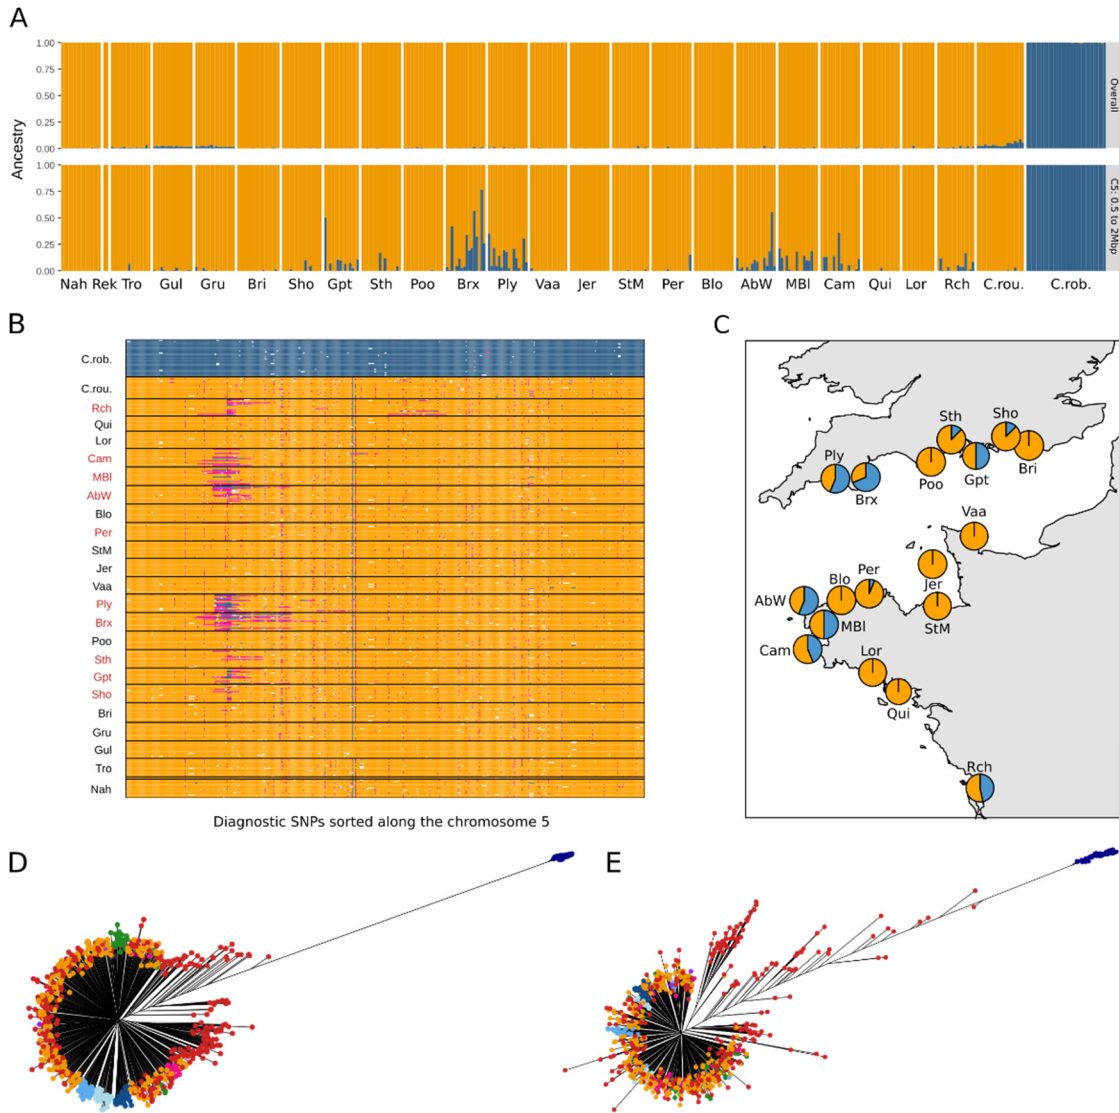 A
1.00
0.75
0.50
0.25
0.00
Overall
Ancestry
1.00
0.75
0.50
0.25
0.00
C5: 0.5 to 2Mbp
Nah Rek Tro Gul Gru Bri Sho Gpt Sth Poo Brx Ply Vaa Jer StM Per Blo AbW MBl Cam Qui Lor Rch C.rou. C.rob.
B
C.rob.
C.rou.
Rch
Qui
Lor
Cam
MBl
AbW
Blo
Per
StM
Jer
Vaa
Ply
Brx
Poo
Sth
Gpt
Sho
Bri
Gru
Gul
Tro
Nah
Diagnostic SNPs sorted along the chromosome 5
C
Sth Sho
Ply
Poo Gpt Bri
Brx
Vaa
Per
Blo Jer
AbW
StM
MBl
Cam Lor
Qui
Rch
D
E